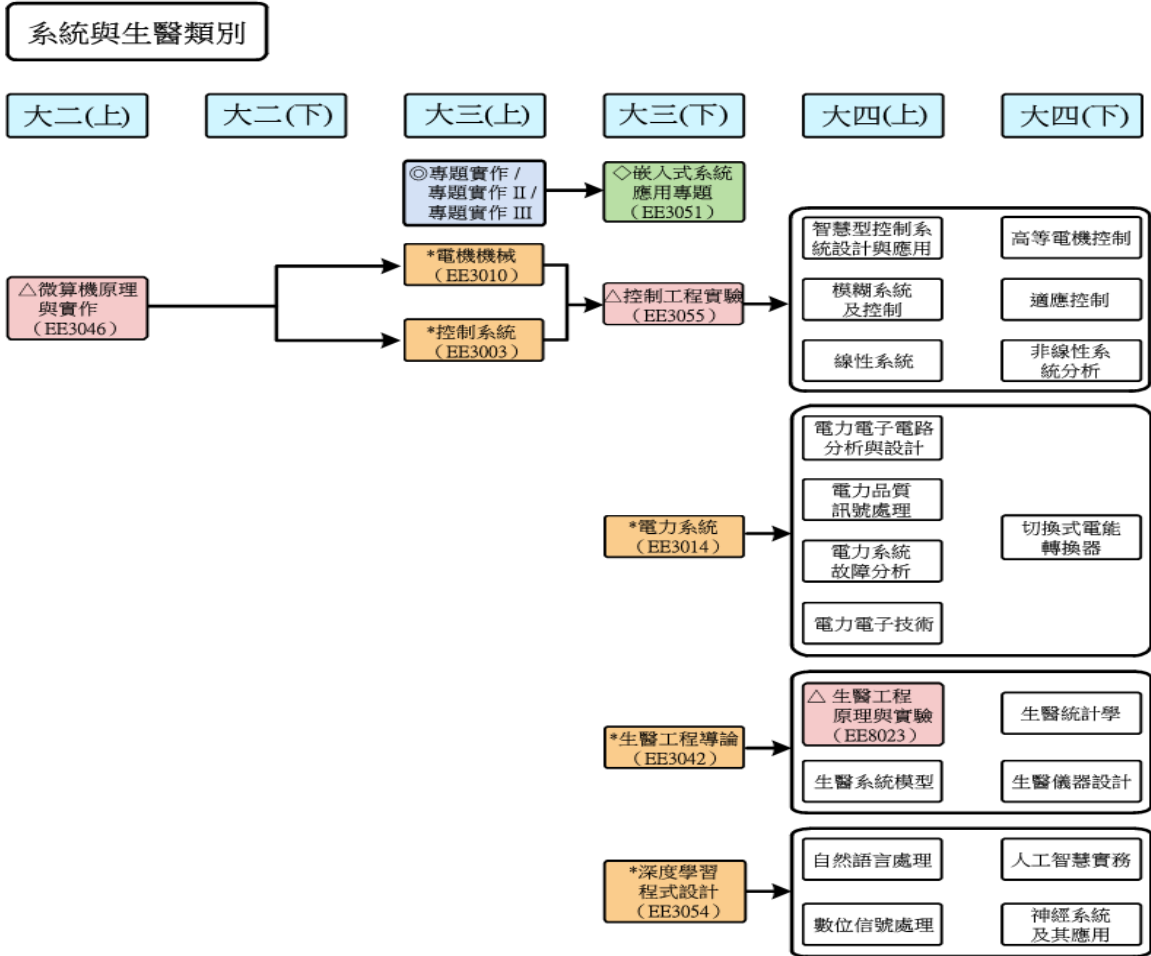 系統與生醫類別
大二(上)
大二(下)
大三(上)
大三(下)
大四(上)
大四(下)
◎專題實作 /
專題實作 II /
專題實作 III
◇嵌入式系統
應用專題
(EE3051)
△微算機原理
與實作
(EE3046)
*電機機械
(EE3010)
*控制系統
(EE3003)
△控制工程實驗
(EE3055)
智慧型控制系
統設計與應用
高等電機控制
模糊系統
及控制
適應控制
線性系統
非線性系
統分析
*電力系統
(EE3014)
電力電子電路
分析與設計
電力品質
訊號處理
電力系統
故障分析
電力電子技術
切換式電能
轉換器
*生醫工程導論
(EE3042)
△ 生醫工程
原理與實驗
(EE8023)
生醫統計學
生醫系統模型
生醫儀器設計
*深度學習
程式設計
(EE3054)
自然語言處理
人工智慧實務
數位信號處理
神經系統
及其應用